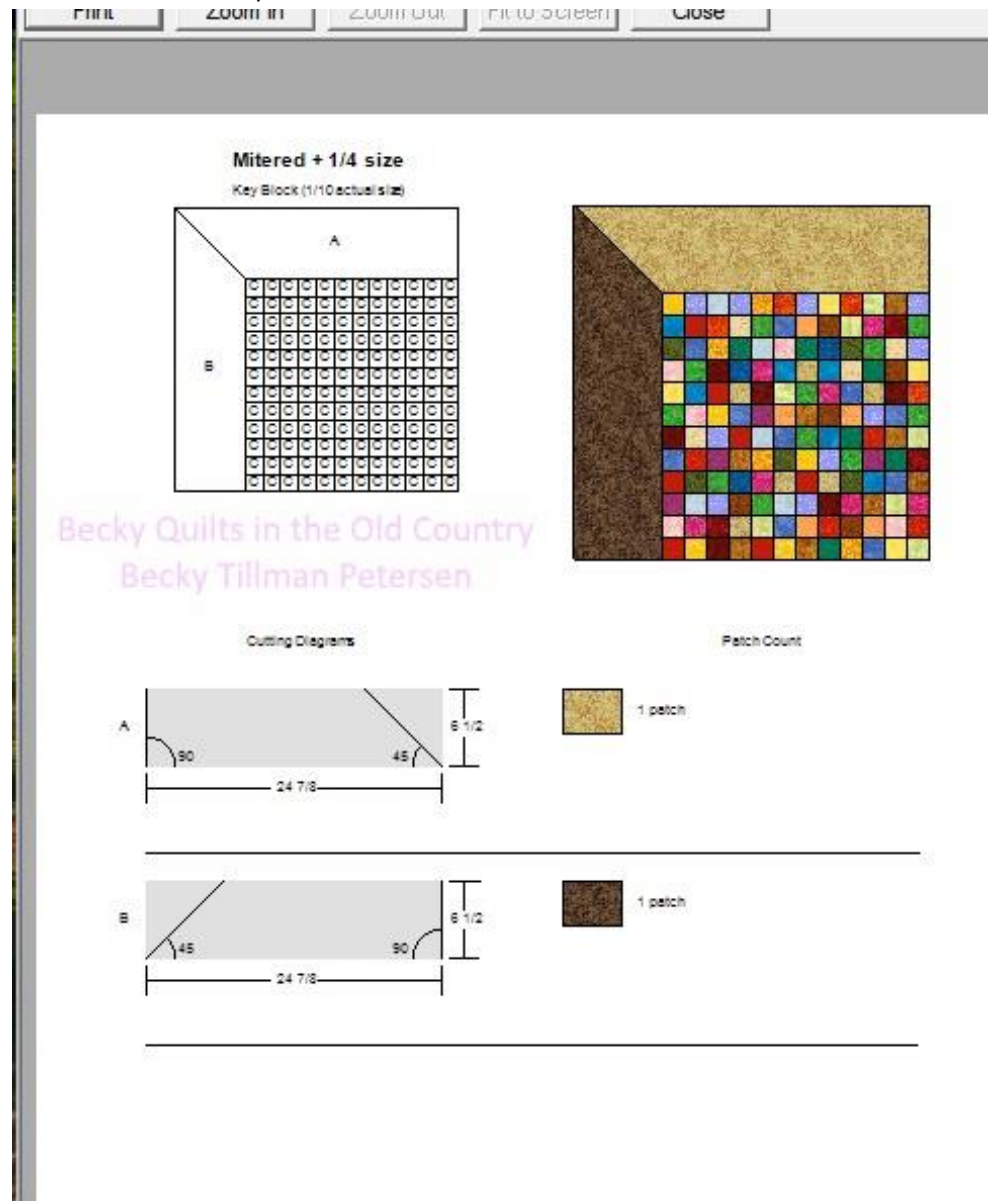 Print Zoom In Zoom Out Fit to Screen Close
Mitered + 1/4 size
Key Block (1/10 actual size)
A
B
C C C C C C C C C C C C
C C C C C C C C C C C C
C C C C C C C C C C C C
C C C C C C C C C C C C
C C C C C C C C C C C C
C C C C C C C C C C C C
C C C C C C C C C C C C
C C C C C C C C C C C C
C C C C C C C C C C C C
C C C C C C C C C C C C
C C C C C C C C C C C C
C C C C C C C C C C C C
Becky Quilts in the Old Country
Becky Tillman Petersen
Cutting Diagrams
Patch Count
A
90
45
6 1/2
24 7/8
1 patch
B
45
90
6 1/2
24 7/8
1 patch